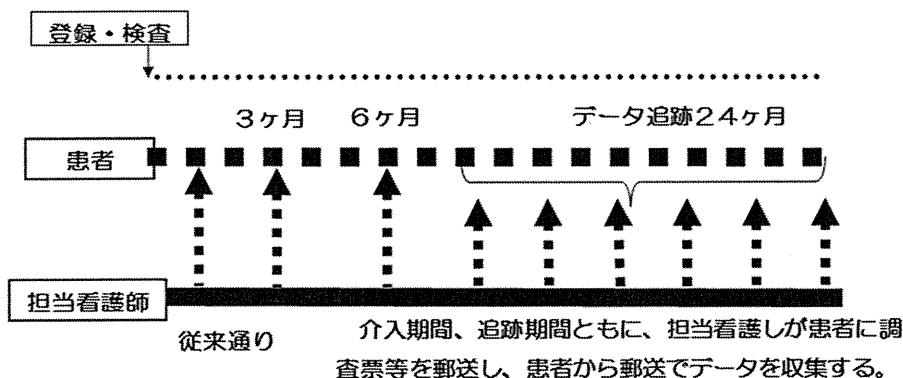 登録・検査
3ヶ月 6ヶ月 データ追跡24ヶ月
患者
担当看護師
従来通り
介入期間、追跡期間ともに、担当看護しが患者に調
査票等を郵送し、患者から郵送でデータを収集する。